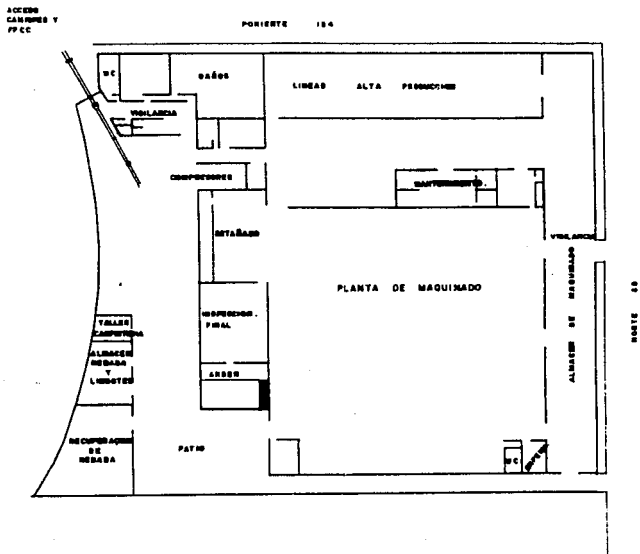 ACCESO
CAMIONES Y
FFCC
PONIENTE 134
WC
BAÑOS
LINEAS ALTA PRODUCCION
VIGILANCIA
COMPRESORES
MANTENIMIENTO.
ESTAÑADO
VIGILANCIA
PLANTA DE MAQUINADO
ALMACEN DE MAQUINADO
NORTE
INSPECCION.
FINAL
TALLER
CARPINTERIA
ALMACEN
REBABA
Y
LINGOTES
ANDEN
RECUPERACION
DE
REBABA
PATIO
WC